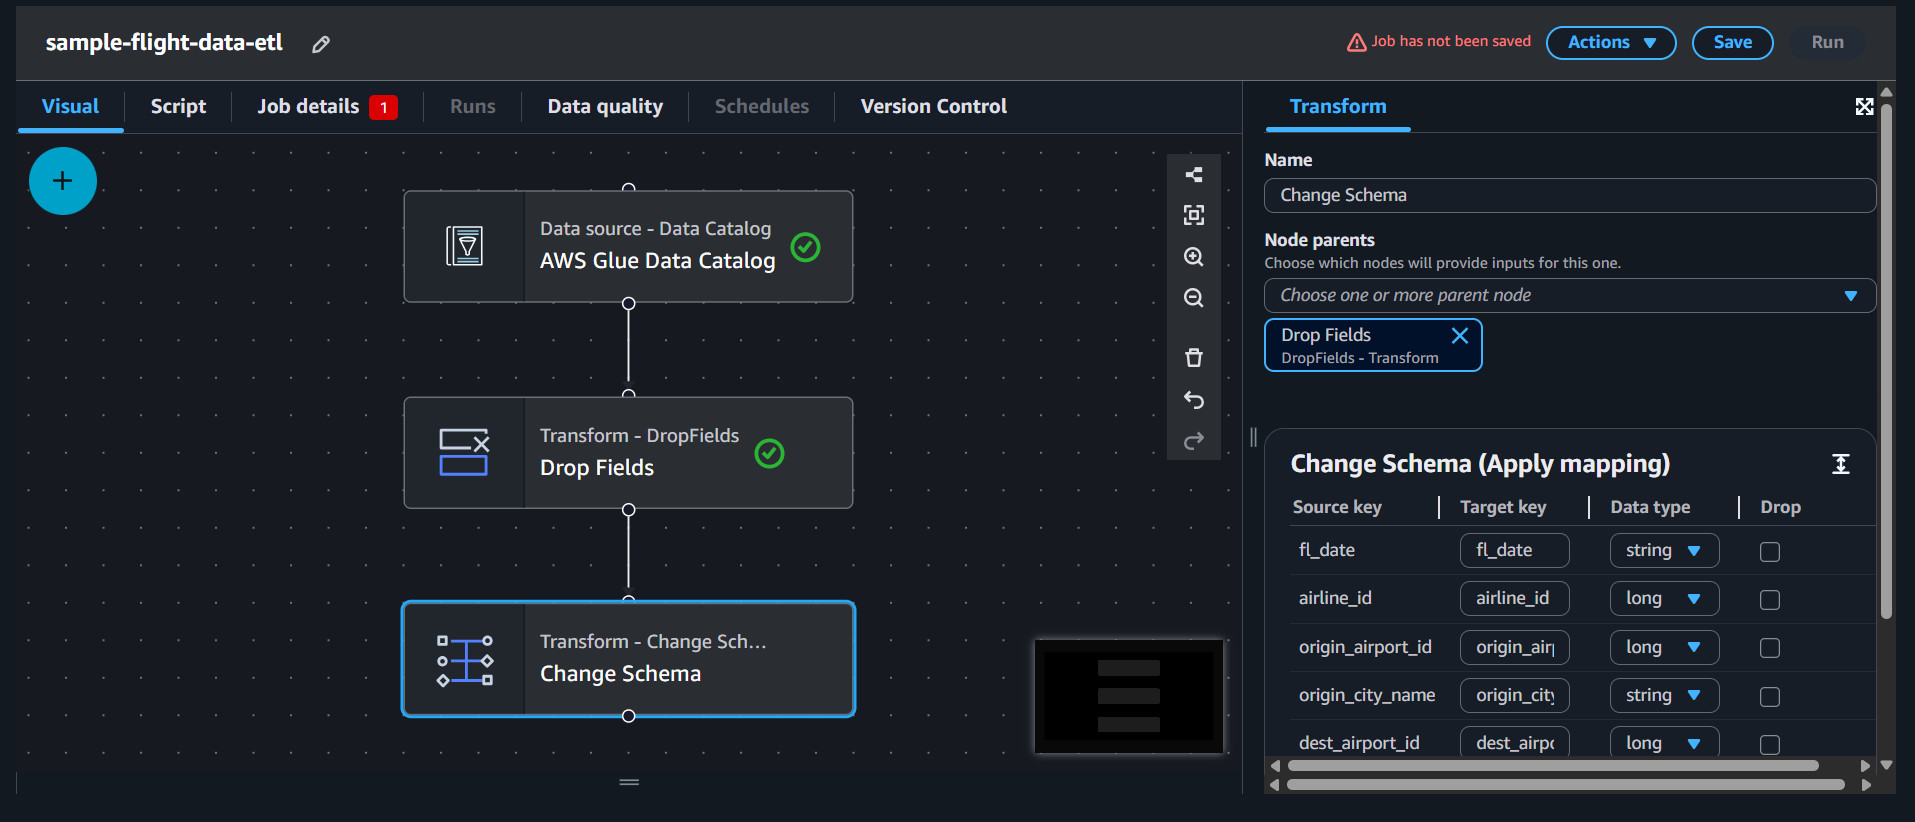 sample-flight-data-etl
Job has not been saved
Actions
Save
Run
Visual
Script
Job details 1
Runs
Data quality
Schedules
Version Control
Data source - Data Catalog
AWS Glue Data Catalog
Transform - DropFields
Drop Fields
Transform - Change Sch...
Change Schema
Transform
Name
Change Schema
Node parents
Choose which nodes will provide inputs for this one.
Choose one or more parent node
Drop Fields
DropFields - Transform
Change Schema (Apply mapping)
Source key Target key Data type Drop
fl_date fl_date string
airline_id airline_id long
origin_airport_id origin_airp long
origin_city_name origin_city string
dest_airport_id dest_airpo long